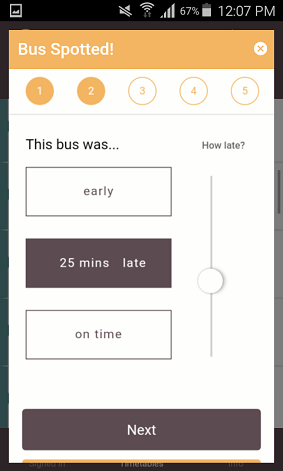 67% 12:07 PM
Bus Spotted!
1 2 3 4 5
This bus was...
How late?
early
25 mins late
on time
Next
Signed in Timetables Info